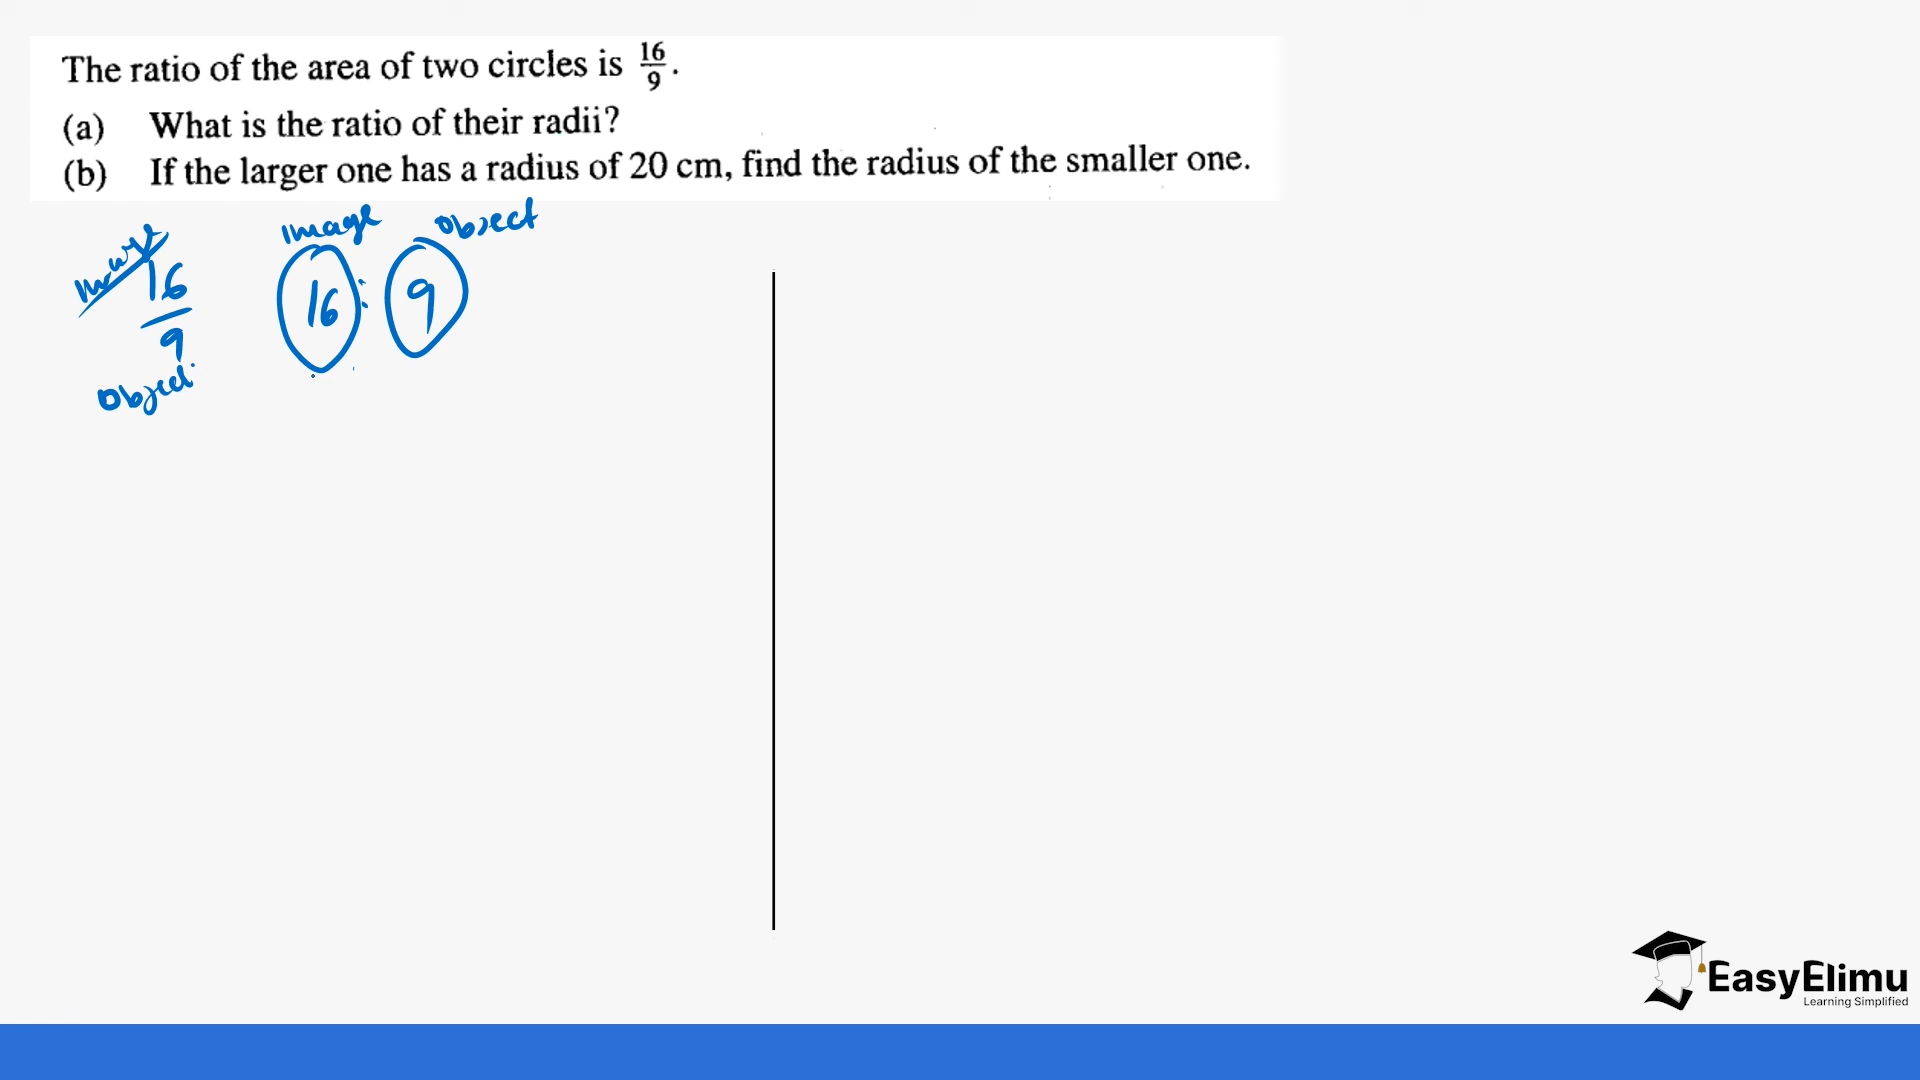 The ratio of the area of two circles is 16/9.
(a) What is the ratio of their radii?
(b) If the larger one has a radius of 20 cm, find the radius of the smaller one.
Image Object
16 : 9
16
9
Object
EasyElimu
Learning Simplified